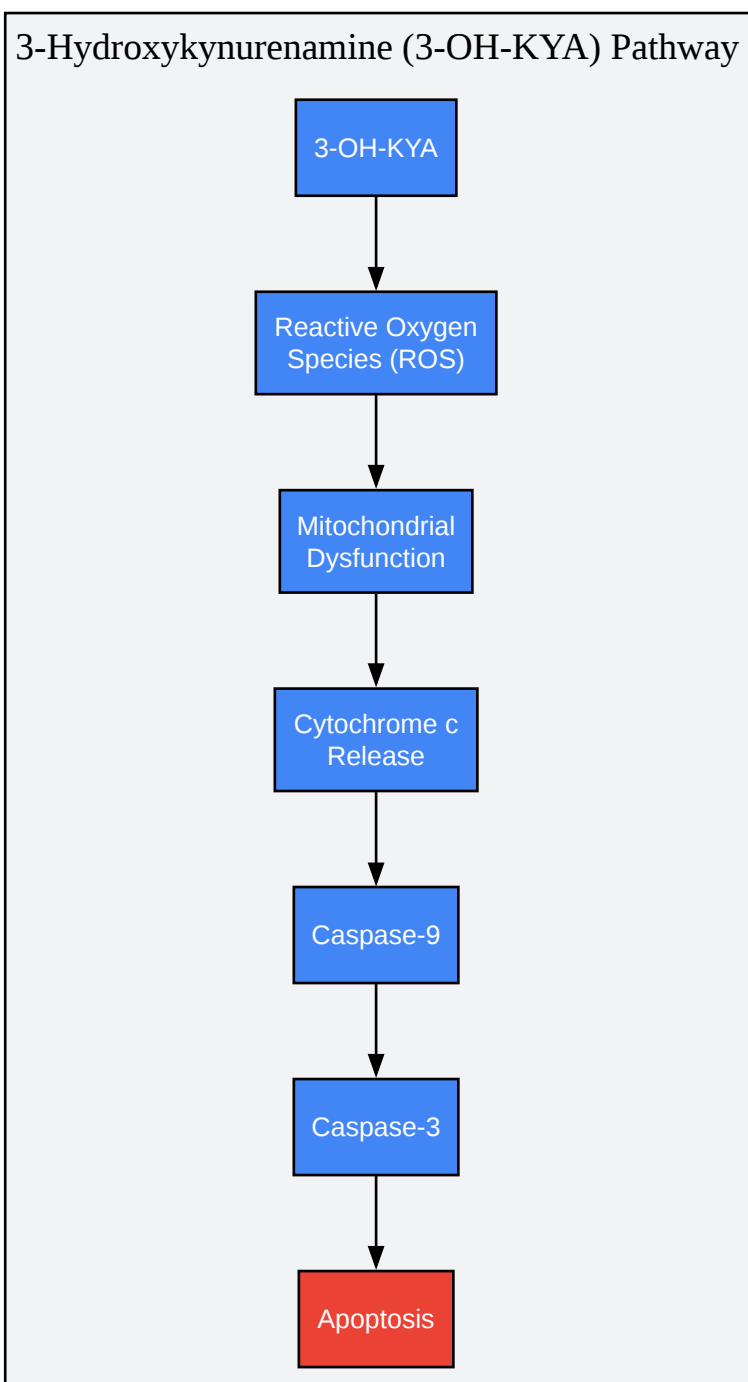 3-Hydroxykynurenamine (3-OH-KYA) Pathway
3-OH-KYA
Reactive Oxygen
Species (ROS)
Mitochondrial
Dysfunction
Cytochrome c
Release
Caspase-9
Caspase-3
Apoptosis